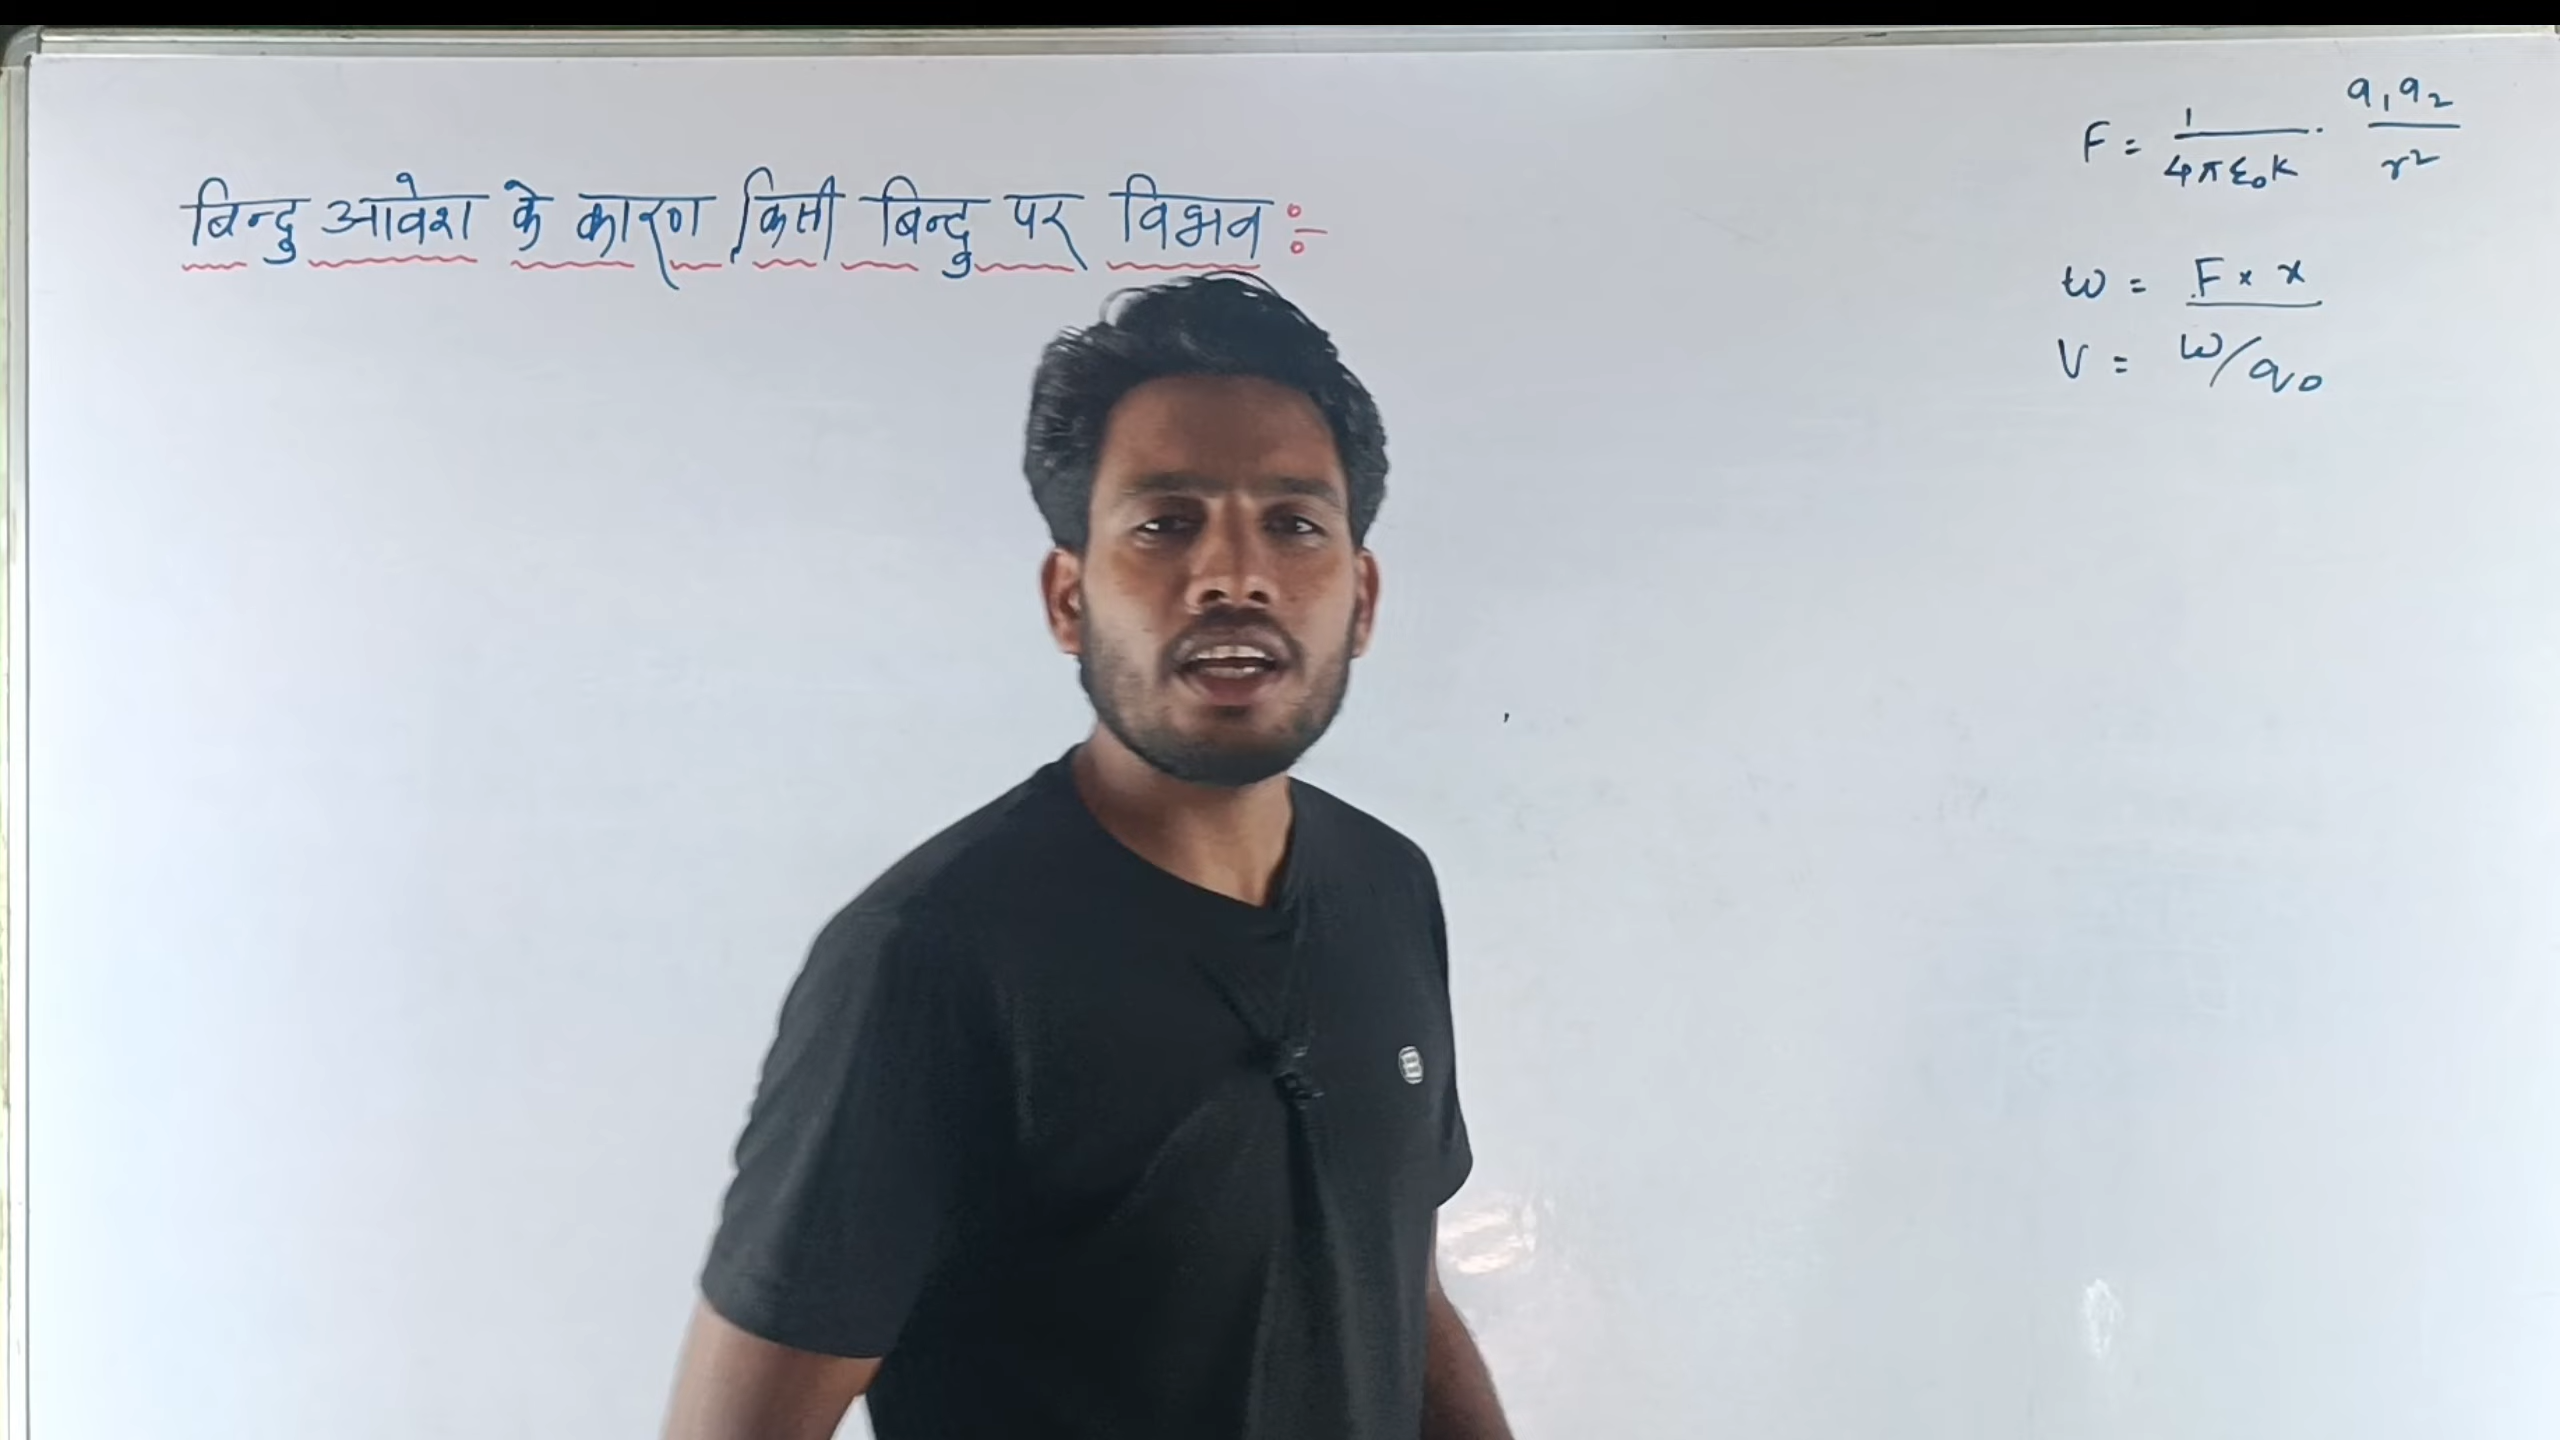 बिन्दु आवेश के कारण किसी बिन्दु पर विभव :-
F = 1/4πε₀k · q₁q₂/r²
w = F × x
V = w/q₀